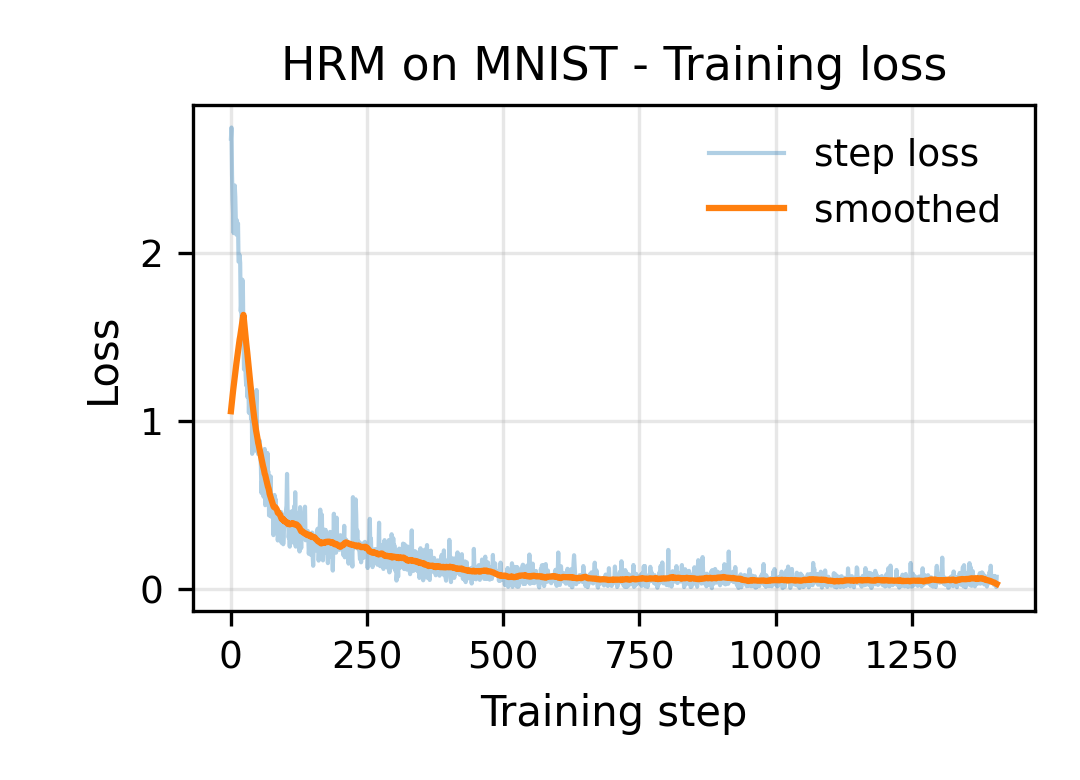 HRM on MNIST - Training loss
step loss
smoothed
Loss
2
1
0
0 250 500 750 1000 1250
Training step